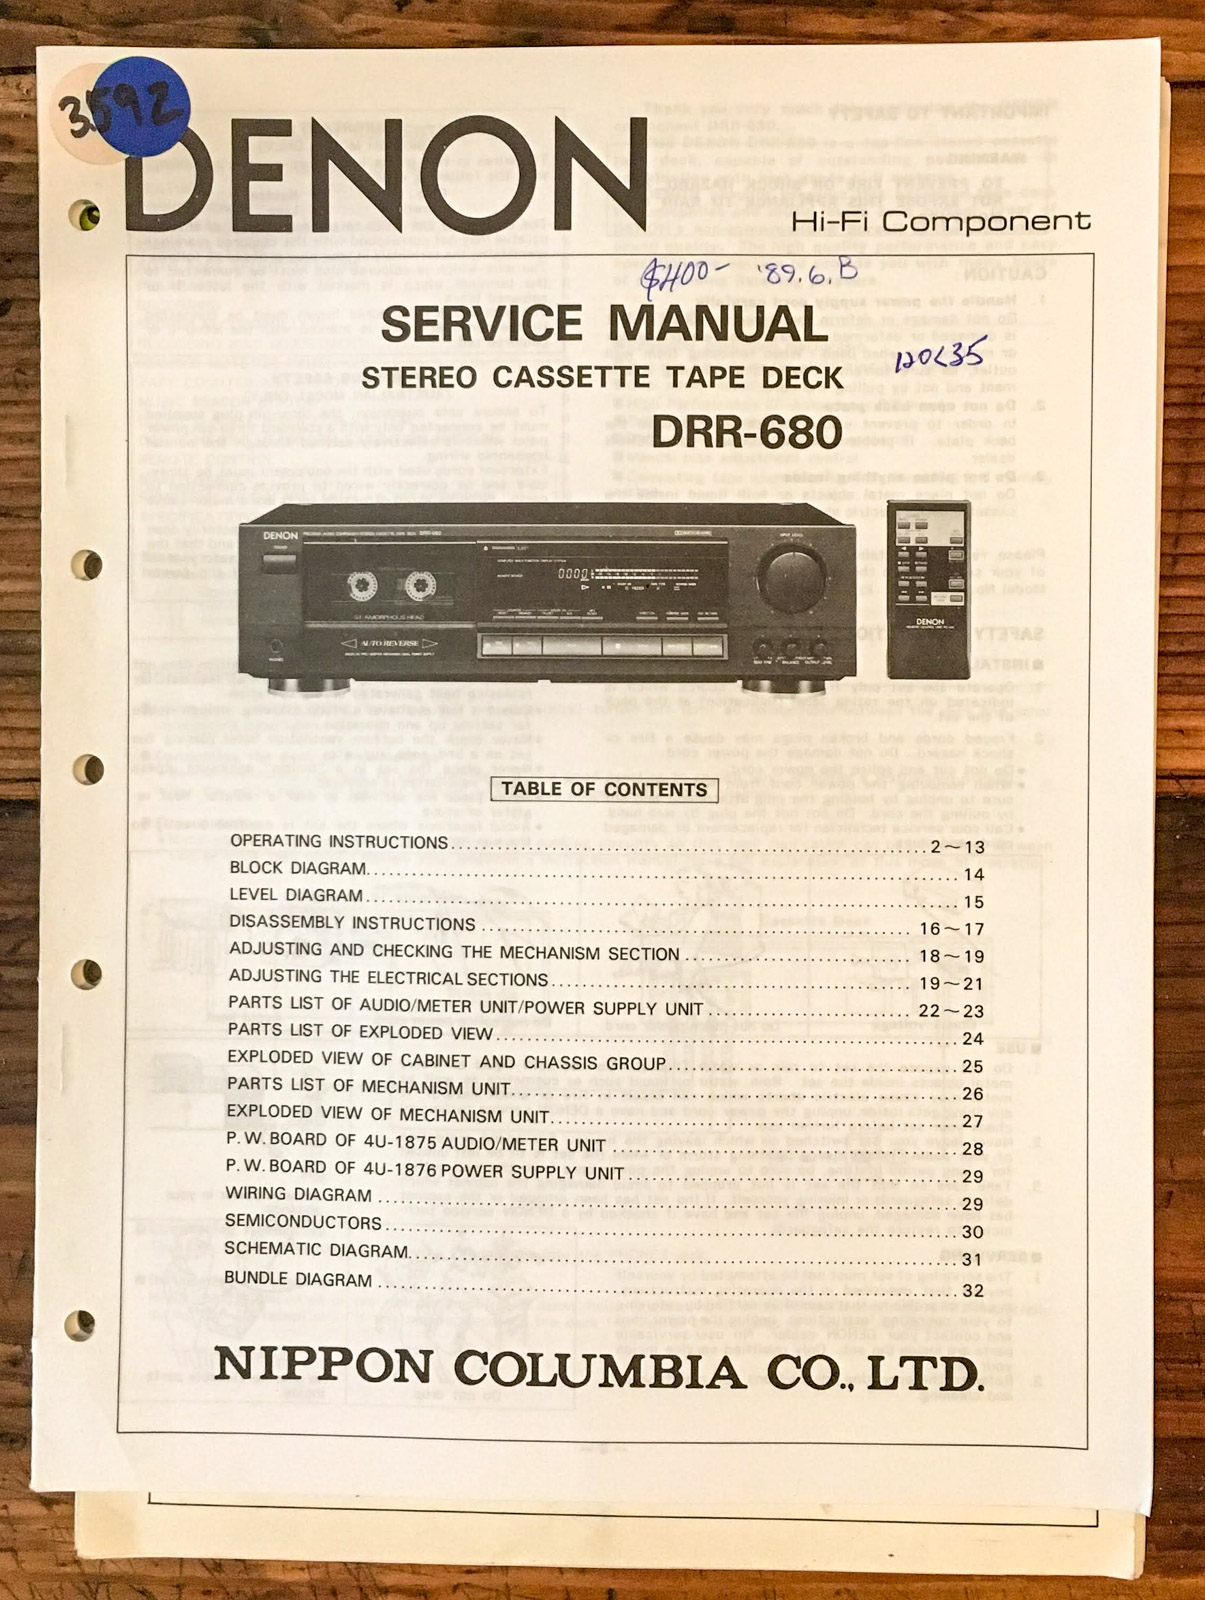 3592
DENON
Hi-Fi Component
$400- '89.6.B
SERVICE MANUAL
STEREO CASSETTE TAPE DECK
DRR-680
DENON
AUTO REVERSE
DENON
TABLE OF CONTENTS
OPERATING INSTRUCTIONS 2~13
BLOCK DIAGRAM 14
LEVEL DIAGRAM 15
DISASSEMBLY INSTRUCTIONS 16~17
ADJUSTING AND CHECKING THE MECHANISM SECTION 18~19
ADJUSTING THE ELECTRICAL SECTIONS 19~21
PARTS LIST OF AUDIO/METER UNIT/POWER SUPPLY UNIT 22~23
PARTS LIST OF EXPLODED VIEW 24
EXPLODED VIEW OF CABINET AND CHASSIS GROUP 25
PARTS LIST OF MECHANISM UNIT 26
EXPLODED VIEW OF MECHANISM UNIT 27
P.W.BOARD OF 4U-1875 AUDIO/METER UNIT 28
P.W.BOARD OF 4U-1876 POWER SUPPLY UNIT 29
WIRING DIAGRAM 29
SEMICONDUCTORS 30
SCHEMATIC DIAGRAM 31
BUNDLE DIAGRAM 32
NIPPON COLUMBIA CO., LTD.